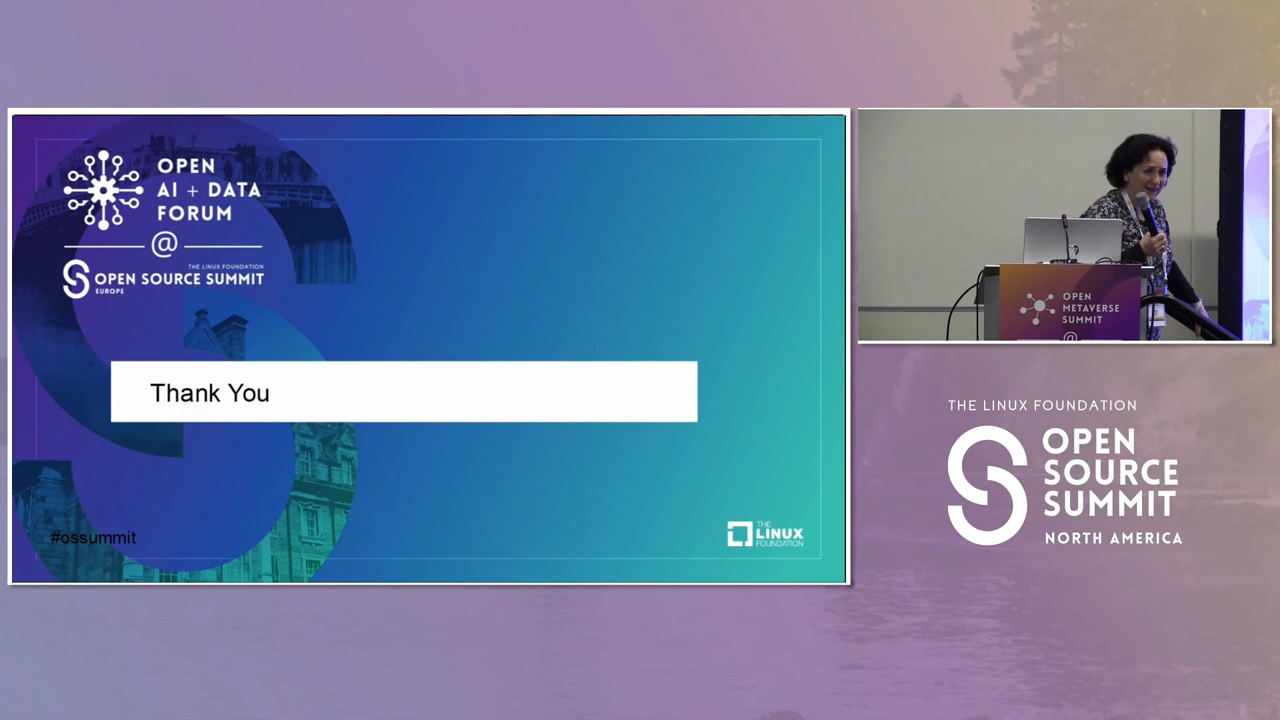 OPEN
AI + DATA
FORUM
@
THE LINUX FOUNDATION
OPEN SOURCE SUMMIT
EUROPE
Thank You
#ossummit
THE
LINUX
FOUNDATION
OPEN
METAVERSE
SUMMIT
@
THE LINUX FOUNDATION
OPEN
SOURCE
SUMMIT
NORTH AMERICA